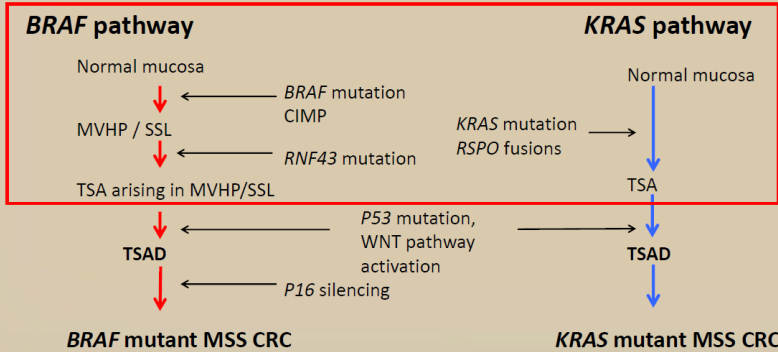 BRAF pathway
KRAS pathway
Normal mucosa
Normal mucosa
BRAF mutation
CIMP
MVHP / SSL
KRAS mutation
RSPO fusions
RNF43 mutation
TSA arising in MVHP/SSL
TSA
P53 mutation,
WNT pathway
activation
TSAD
TSAD
P16 silencing
BRAF mutant MSS CRC
KRAS mutant MSS CRC